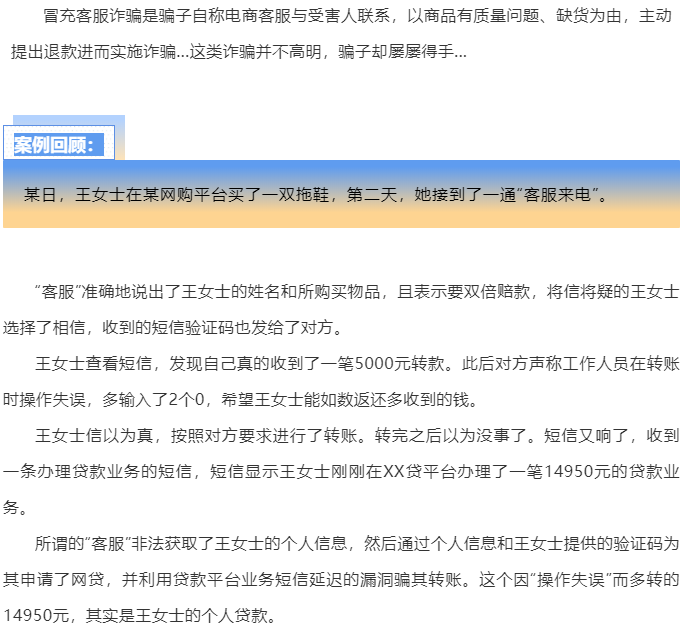 冒充客服诈骗是骗子自称电商客服与受害人联系，以商品有质量问题、缺货为由，主动
提出退款进而实施诈骗...这类诈骗并不高明，骗子却屡屡得手...
案例回顾：
某日，王女士在某网购平台买了一双拖鞋，第二天，她接到了一通“客服来电”。
“客服”准确地说出了王女士的姓名和所购买物品，且表示要双倍赔款，将信将疑的王女士
选择了相信，收到的短信验证码也发给了对方。
王女士查看短信，发现自己真的收到了一笔5000元转款。此后对方声称工作人员在转账
时操作失误，多输入了2个0，希望王女士能如数返还多收到的钱。
王女士信以为真，按照对方要求进行了转账。转完之后以为没事了。短信又响了，收到
一条办理贷款业务的短信，短信显示王女士刚刚在XX贷平台办理了一笔14950元的贷款业
务。
所谓的“客服”非法获取了王女士的个人信息，然后通过个人信息和王女士提供的验证码为
其申请了网贷，并利用贷款平台业务短信延迟的漏洞骗其转账。这个因“操作失误”而多转的
14950元，其实是王女士的个人贷款。